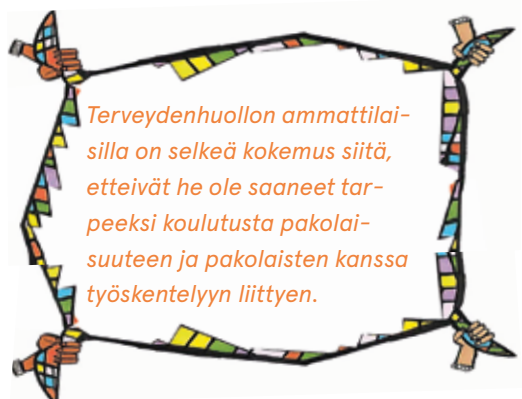 Terveydenhuollon ammattilai-
silla on selkeä kokemus siitä,
etteivät he ole saaneet tar-
peeksi koulutusta pakolai-
suuteen ja pakolaisten kanssa
työskentelyyn liittyen.